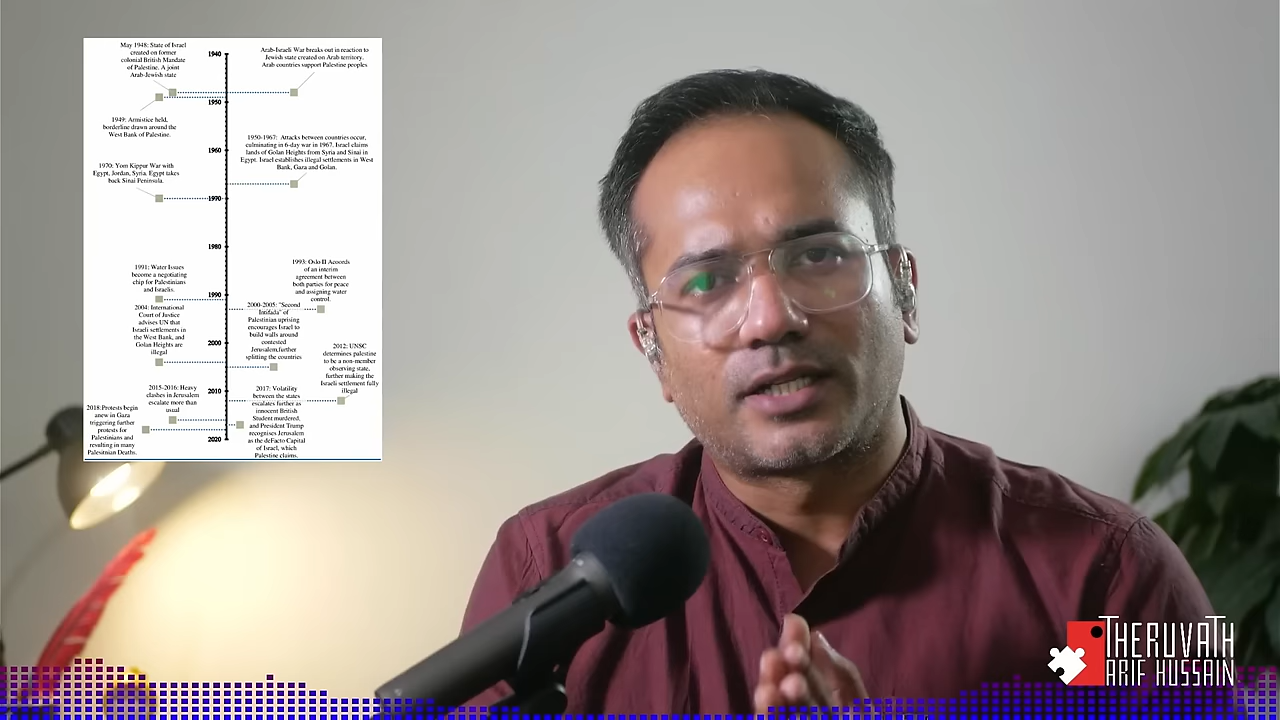 May 1948: State of Israel
created on former
colonial British Mandate
of Palestine. A joint
Arab-Jewish state
1940
Arab-Israeli War breaks out in reaction to
Jewish state created on Arab territory.
Arab countries support Palestine peoples
1950
1949: Armistice held,
borderline drawn around the
West Bank of Palestine.
1950-1967: Attacks between countries occur,
culminating in 6-day war in 1967. Israel claims
lands of Golan Heights from Syria and Sinai in
Egypt. Israel establishes illegal settlements in West
Bank, Gaza and Golan.
1960
1970: Yom Kippur War with
Egypt, Jordan, Syria. Egypt takes
back Sinai Peninsula.
1970
1980
1991: Water Issues
become a negotiating
chip for Palestinians
and Israelis.
1993: Oslo II Accords
of an interim
agreement between
both parties for peace
and assigning water
control.
1990
2004: International
Court of Justice
advises UN that
Israeli settlements in
the West Bank, and
Golan Heights are
illegal
2000-2005: "Second
Intifada" of
Palestinian uprising
encourages Israel to
build walls around
contested
Jerusalem,further
splitting the countries
2000
2012: UNSC
determines palestine
to be a non-member
observing state,
further making the
Israeli settlement fully
illegal
2010
2015-2016: Heavy
clashes in Jerusalem
escalate more than
usual
2017: Volatility
between the states
escalates further as
innocent British
Student murdered,
and President Trump
recognises Jerusalem
as the deFacto Capital
of Israel, which
Palestine claims.
2018:Protests begin
anew in Gaza
triggering further
protests for
Palestinians and
resulting in many
Palesitnian Deaths.
2020
THERUVATH
ARIF HUSSAIN